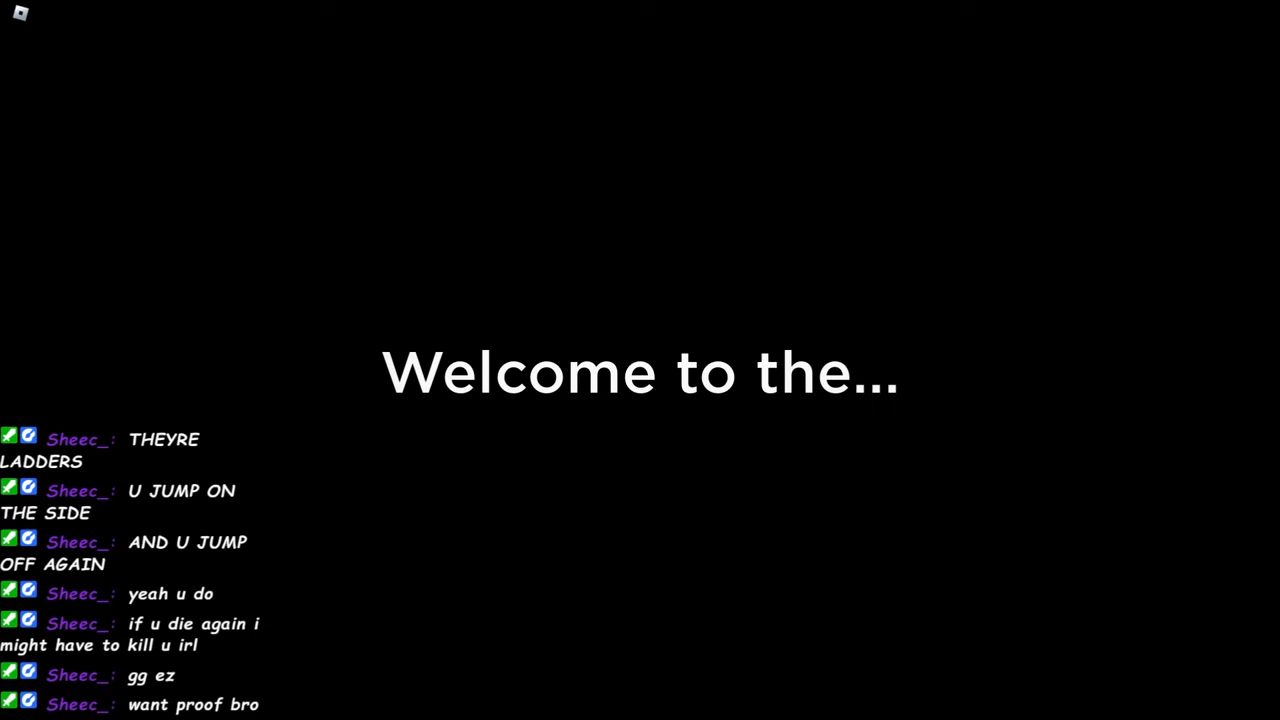 Welcome to the...
Sheec_: THEYRE
LADDERS
Sheec_: U JUMP ON
THE SIDE
Sheec_: AND U JUMP
OFF AGAIN
Sheec_: yeah u do
Sheec_: if u die again i
might have to kill u irl
Sheec_: gg ez
Sheec_: want proof bro